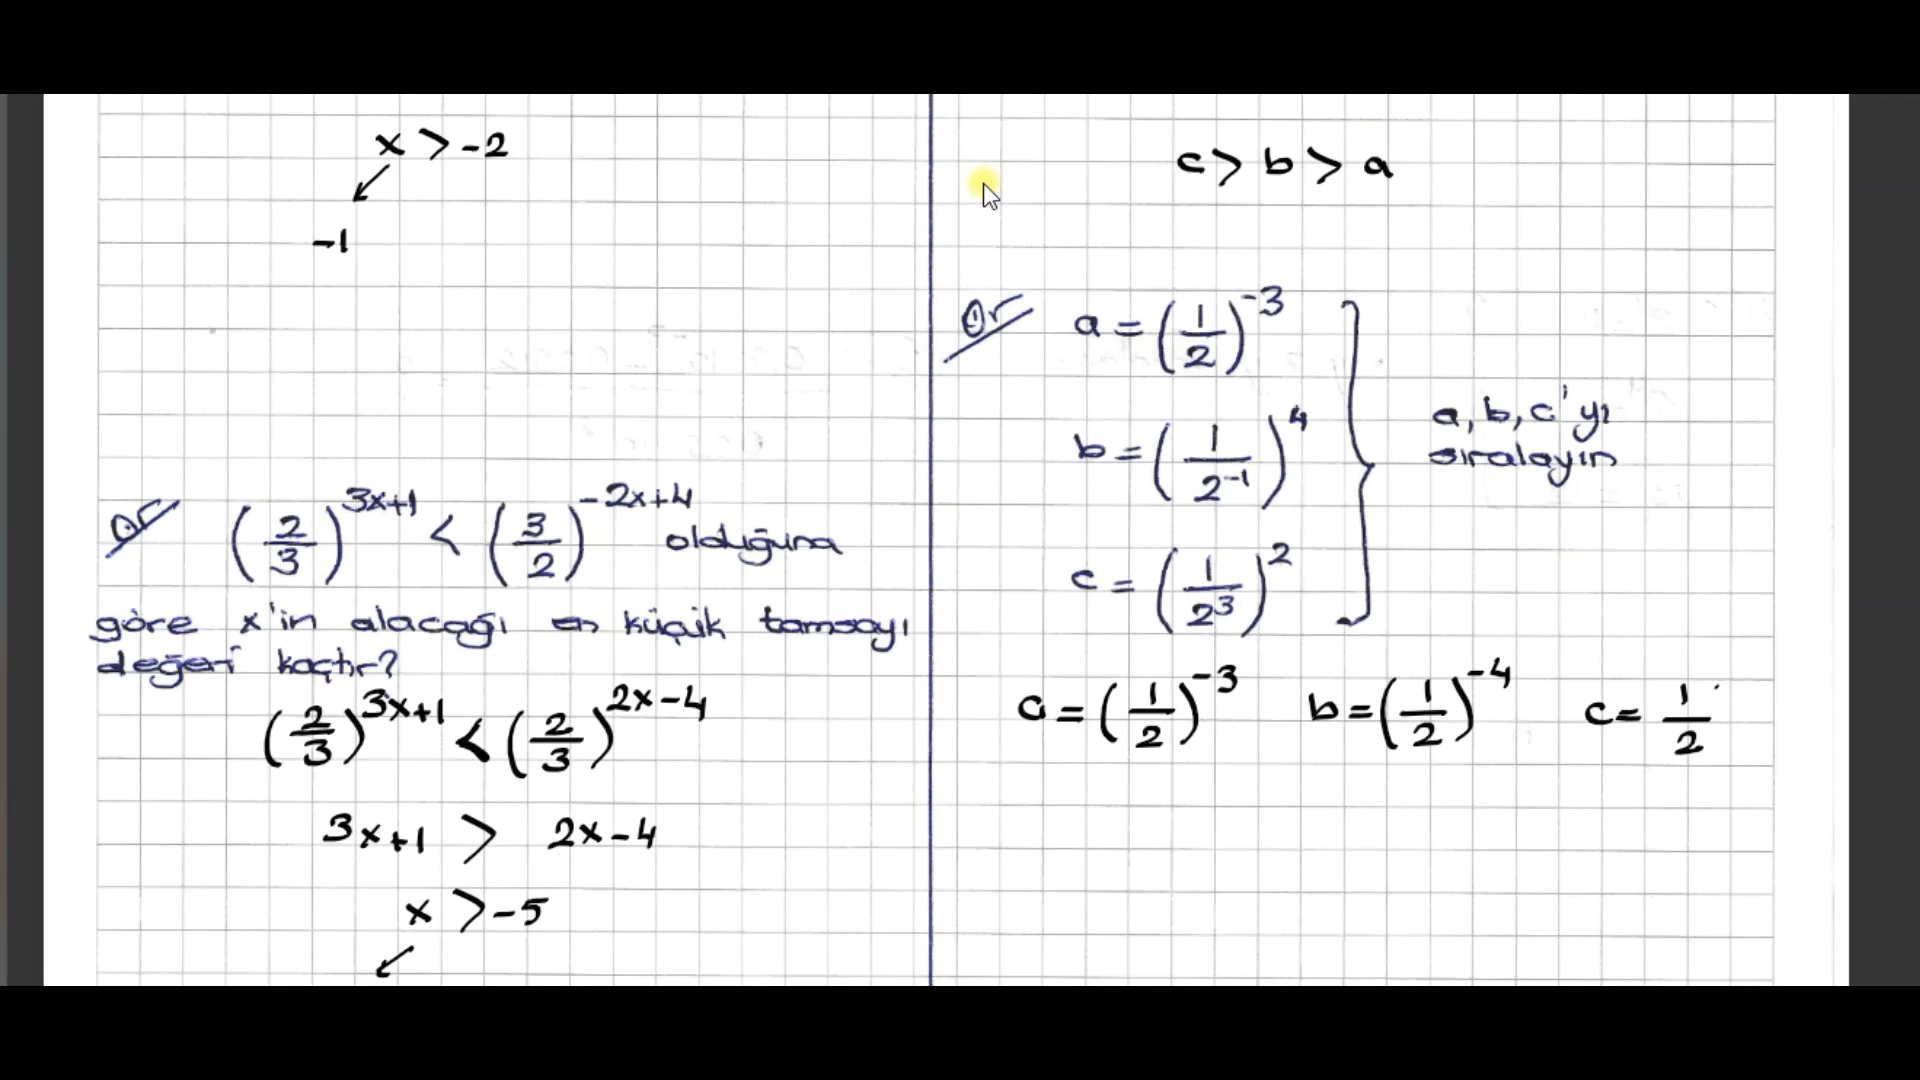 x > -2
-1
Ör (2/3)^(3x+1) < (3/2)^(-2x+4) olduğuna
göre x'in alacağı en küçük tamsayı
değeri kaçtır?
(2/3)^(3x+1) < (2/3)^(2x-4)
3x+1 > 2x-4
x > -5
c > b > a
Ör a = (1/2)^-3
b = (1/2^-1)^4
c = (1/2^3)^2
a, b, c'yi
sıralayın
a = (1/2)^-3 b = (1/2)^-4 c = 1/2